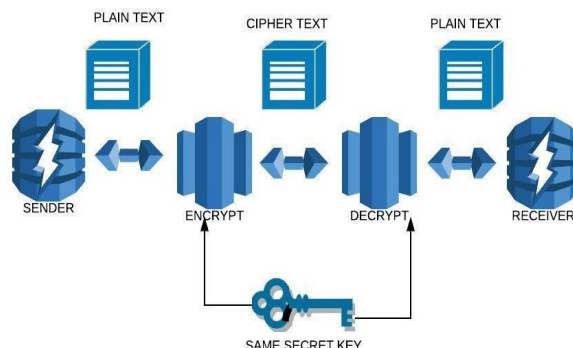 PLAIN TEXT
CIPHER TEXT
PLAIN TEXT
SENDER
ENCRYPT
DECRYPT
RECEIVER
SAME SECRET KEY